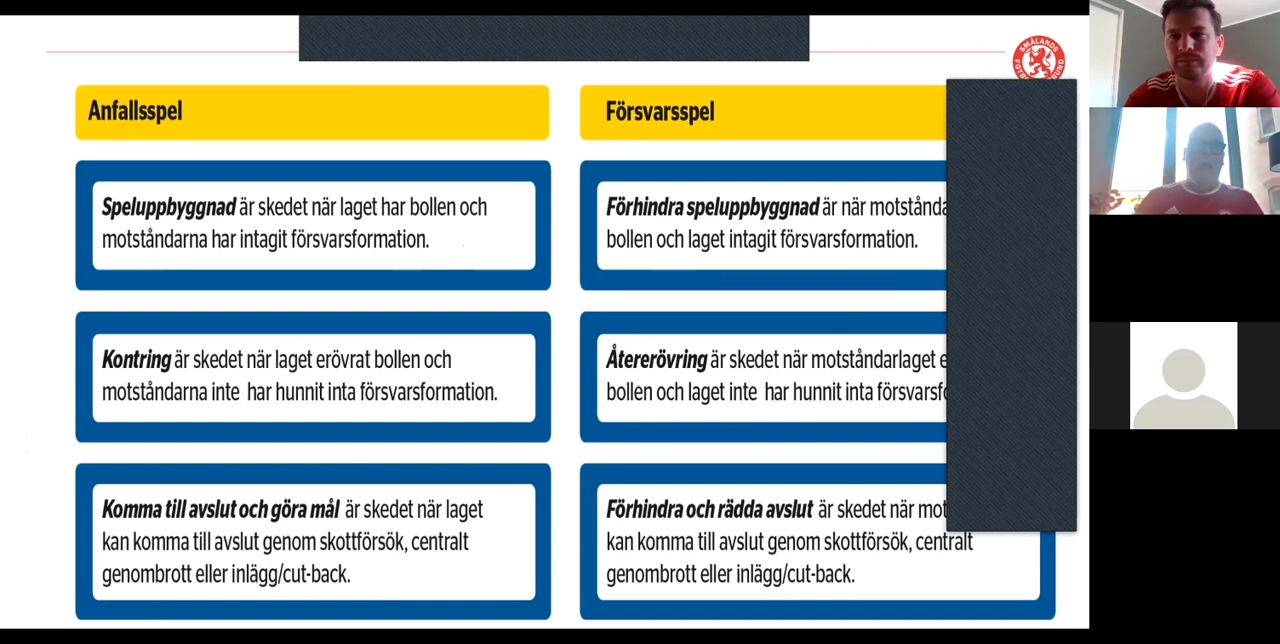 SMÅLANDS
Anfallsspel
Försvarsspel
Speluppbyggnad är skedet när laget har bollen och
motståndarna har intagit försvarsformation.
Förhindra speluppbyggnad är när
bollen och laget intagit försvarsformation.
Kontring är skedet när laget erövrat bollen och
motståndarna inte har hunnit inta försvarsformation.
Återerövring är skedet när motståndarlaget
bollen och laget inte har hunnit inta
Komma till avslut och göra mål är skedet när laget
kan komma till avslut genom skottförsök, centralt
genombrott eller inlägg/cut-back.
Förhindra och rädda avslut är skedet när
kan komma till avslut genom skottförsök, centralt
genombrott eller inlägg/cut-back.